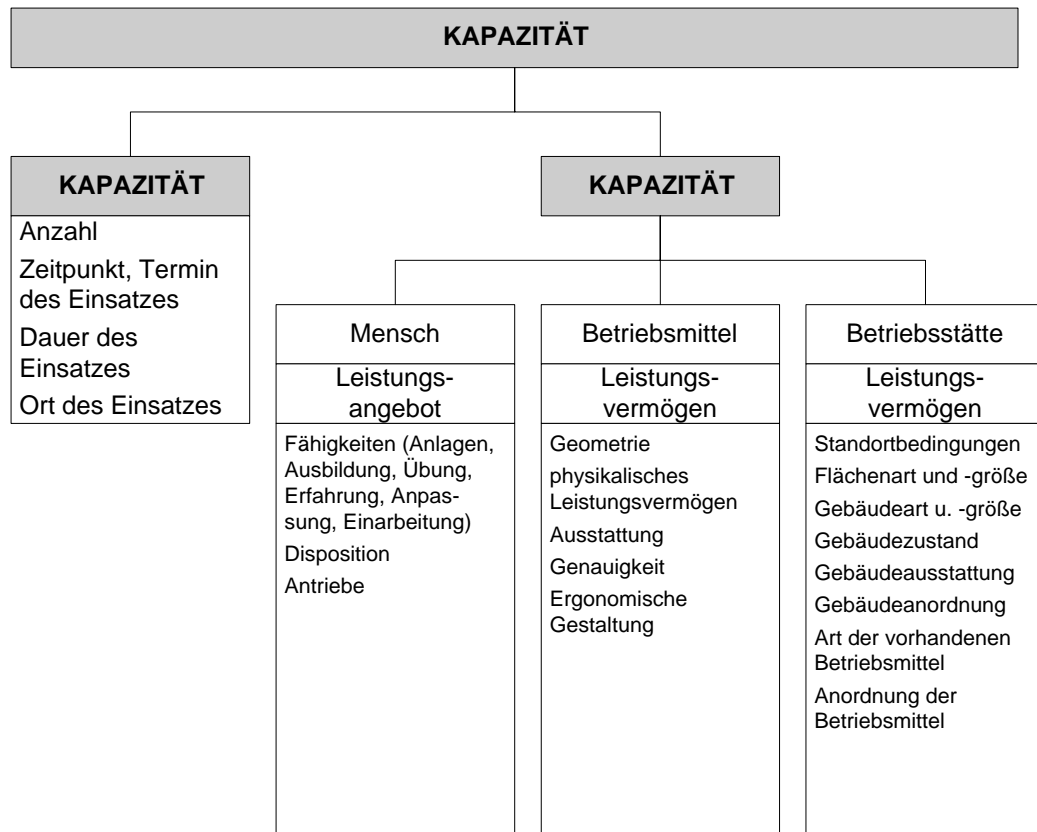 KAPAZITÄT
KAPAZITÄT
Anzahl
Zeitpunkt, Termin
des Einsatzes
Dauer des
Einsatzes
Ort des Einsatzes
KAPAZITÄT
Mensch
Leistungs-
angebot
Fähigkeiten (Anlagen,
Ausbildung, Übung,
Erfahrung, Anpas-
sung, Einarbeitung)
Disposition
Antriebe
Betriebsmittel
Leistungs-
vermögen
Geometrie
physikalisches
Leistungsvermögen
Ausstattung
Genauigkeit
Ergonomische
Gestaltung
Betriebsstätte
Leistungs-
vermögen
Standortbedingungen
Flächenart und -größe
Gebäudeart u. -größe
Gebäudezustand
Gebäudeausstattung
Gebäudeanordnung
Art der vorhandenen
Betriebsmittel
Anordnung der
Betriebsmittel